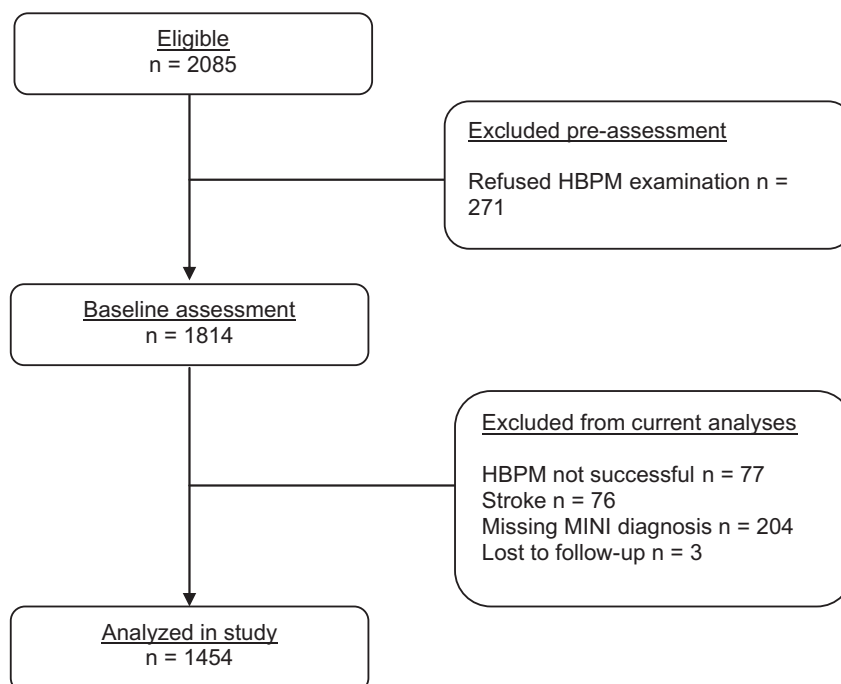 Eligible
n = 2085
Excluded pre-assessment
Refused HBPM examination n =
271
Baseline assessment
n = 1814
Excluded from current analyses
HBPM not successful n = 77
Stroke n = 76
Missing MINI diagnosis n = 204
Lost to follow-up n = 3
Analyzed in study
n = 1454